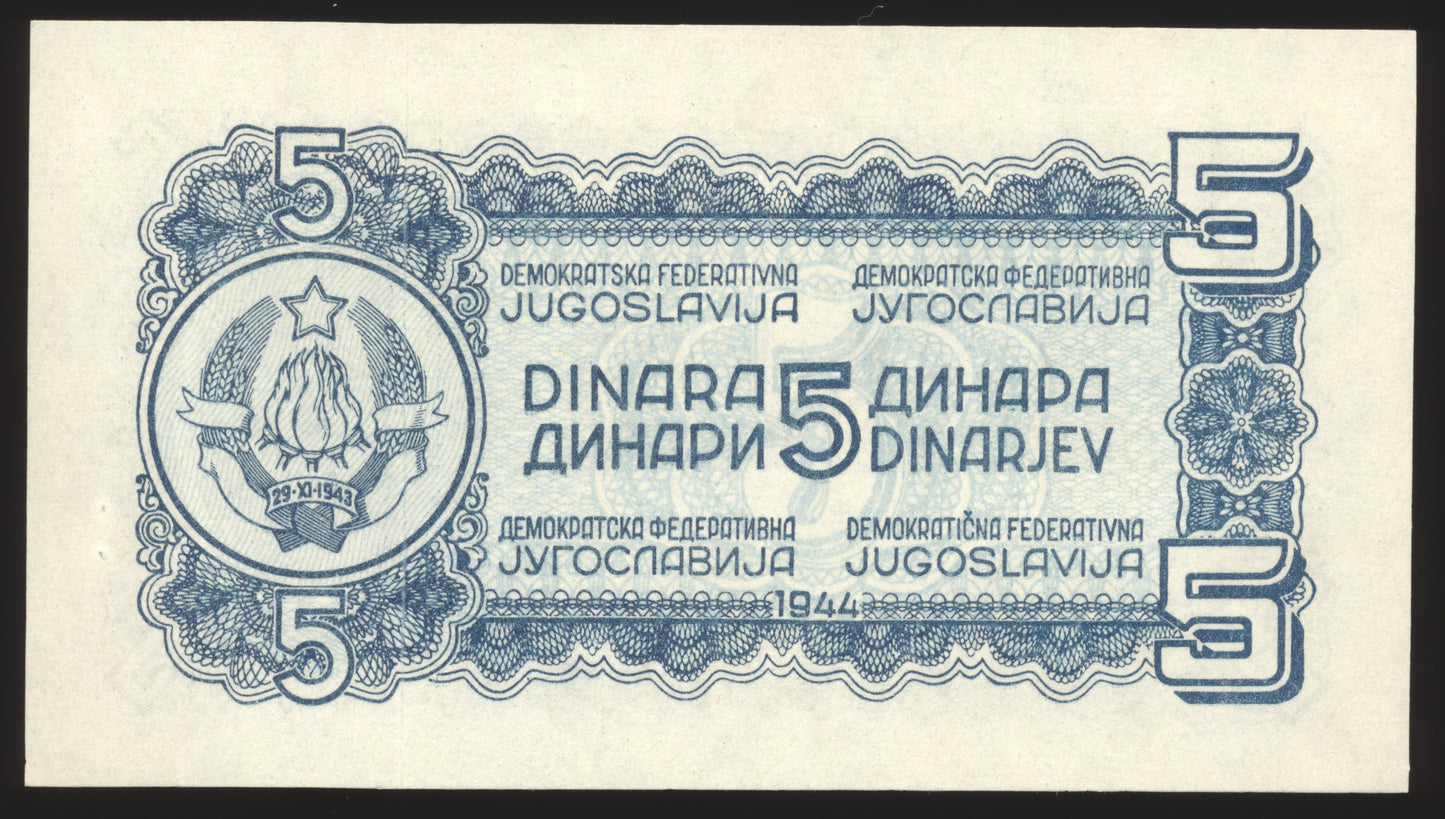 5
5
DEMOKRATSKA FEDERATIVNA
JUGOSLAVIJA
ДЕМОКРАТСКА ФЕДЕРАТИВНА
ЈУГОСЛАВИЈА
DINARA 5 ДИНАРА
ДИНАРИ DINARJEV
29·XI·1943
ДЕМОКРАТСКА ФЕДЕРАТИВНА
ЈУГОСЛАВИЈА
DEMOKRATIČNA FEDERATIVNA
JUGOSLAVIJA
1944
5
5